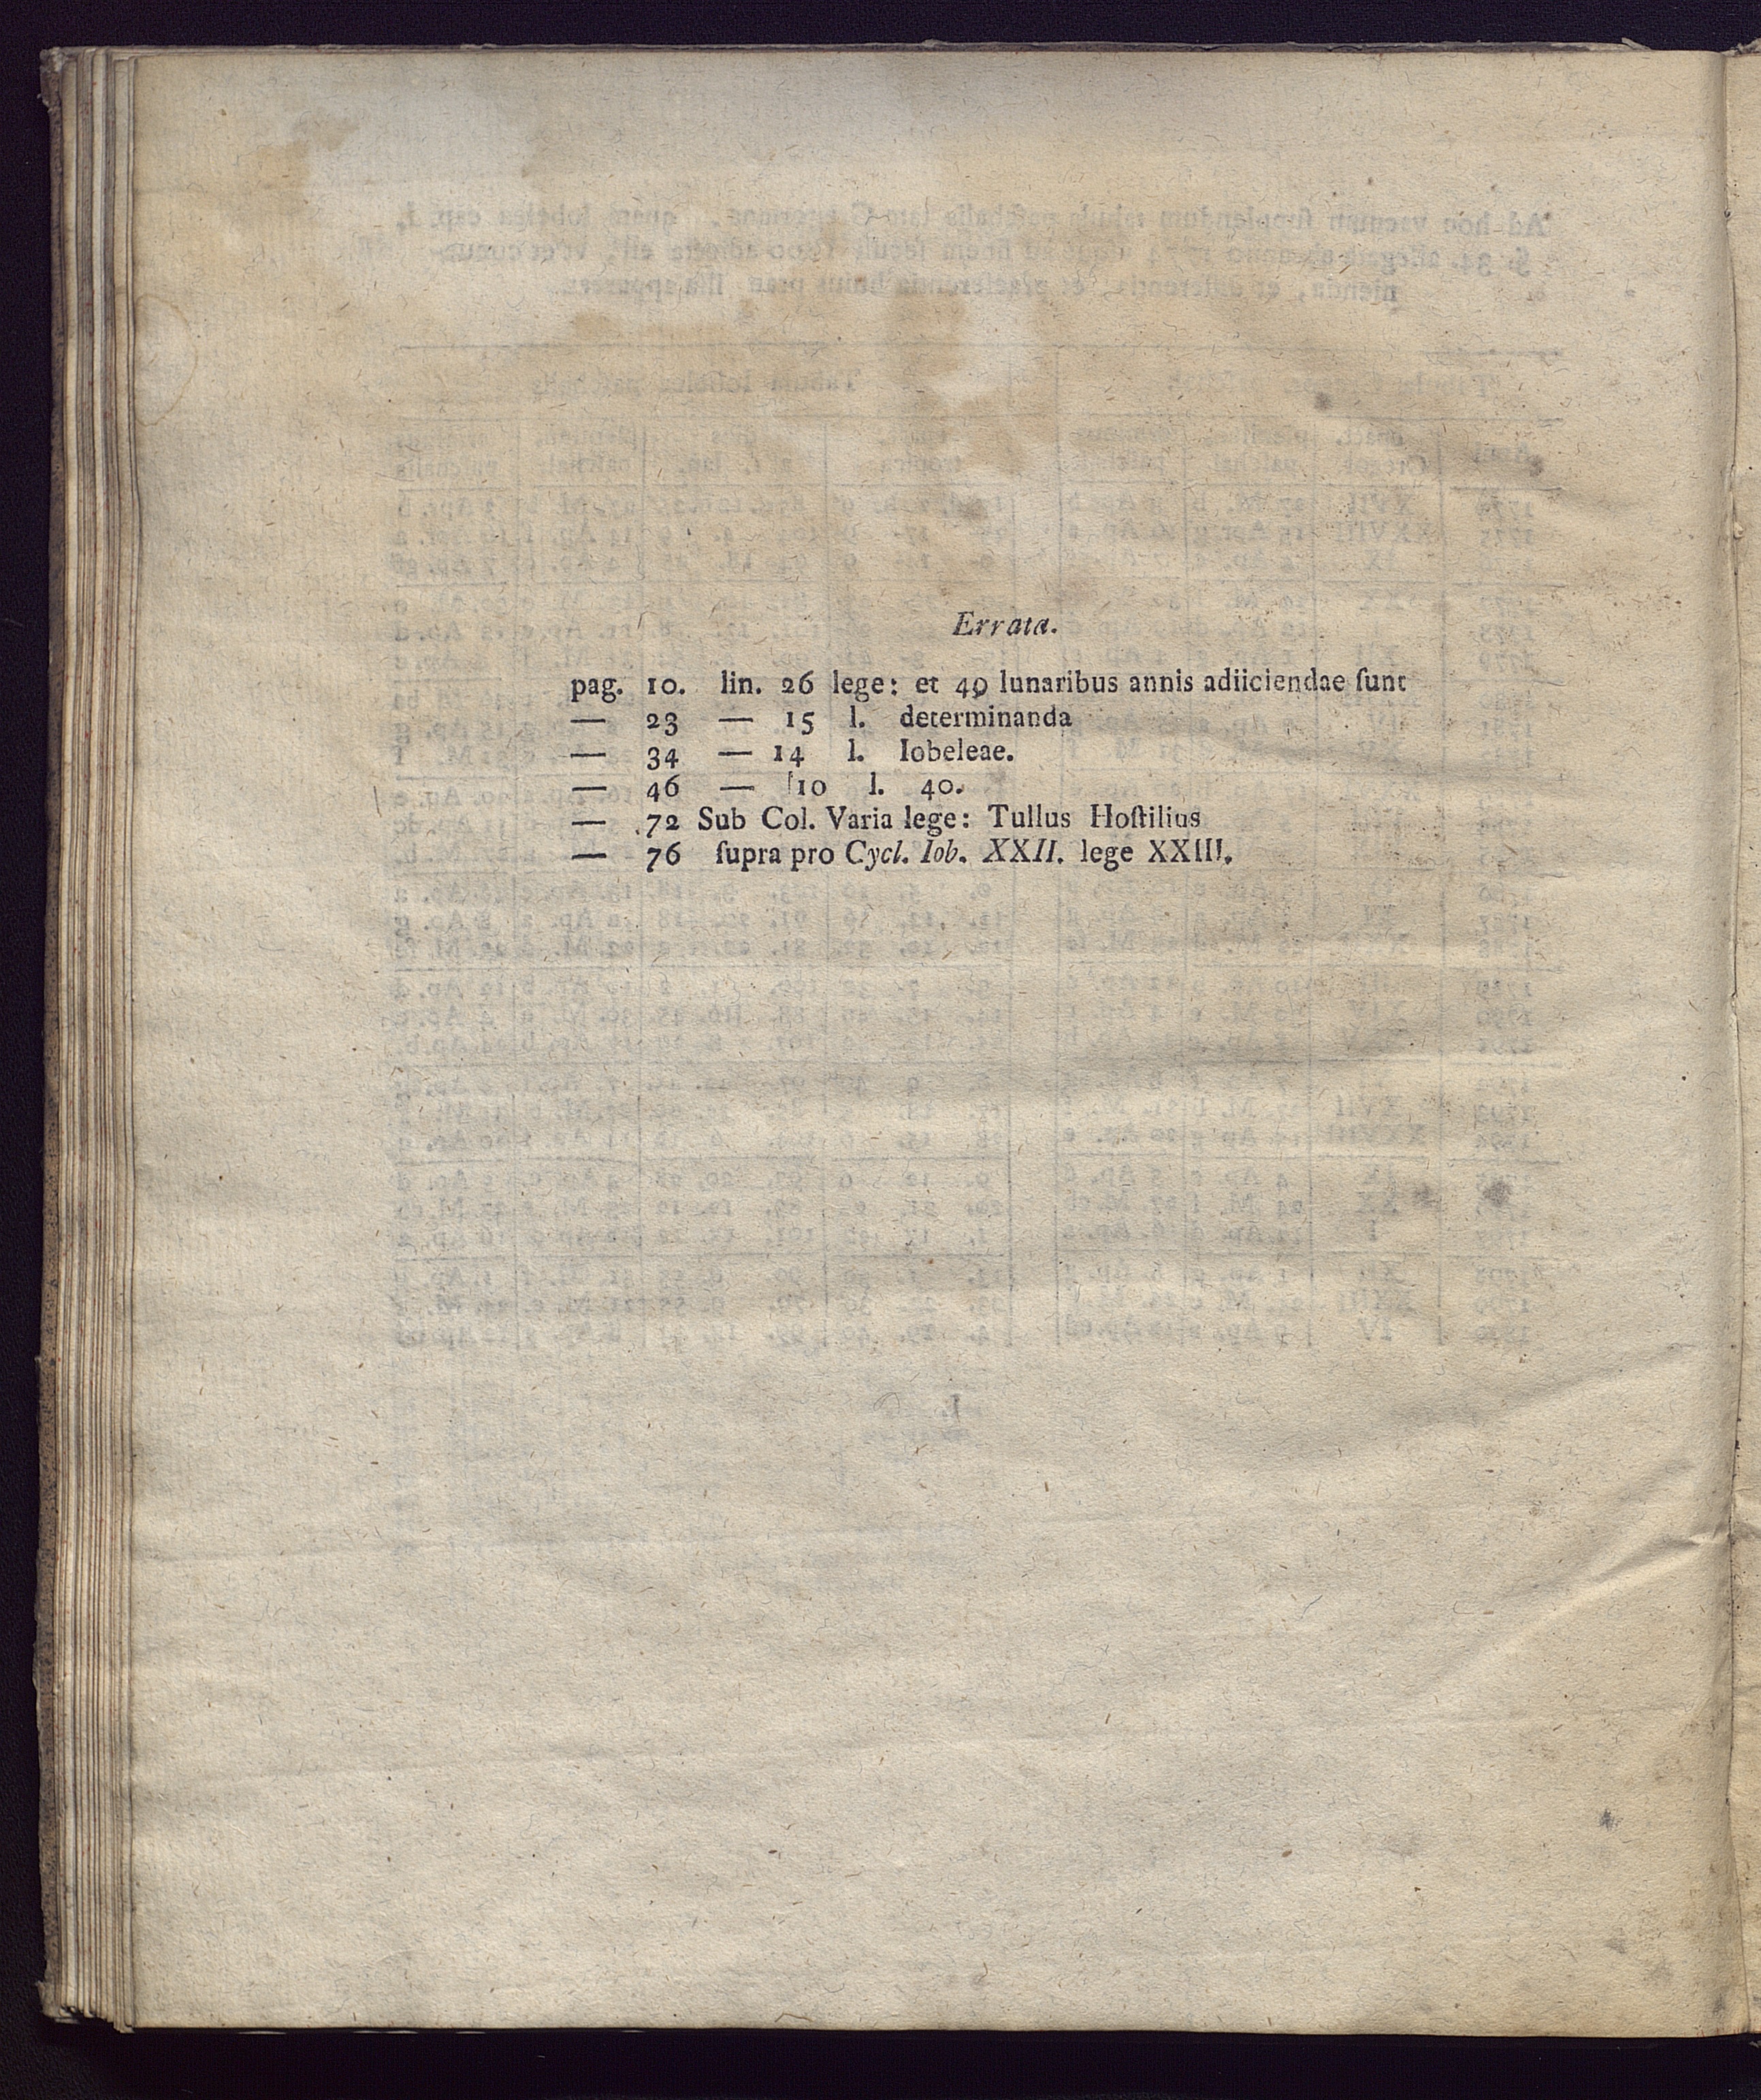 Errata.
pag. 10. lin. 26 lege: et 49 lunaribus annis adiiciendae ſunt
— 23 — 15 l. determinanda
— 34 — 14 l. Iobeleae.
— 46 — 10 l. 40.
— 72 Sub Col. Varia lege: Tullus Hoſtilius
— 76 ſupra pro Cycl. Iob. XXII. lege XXIII.